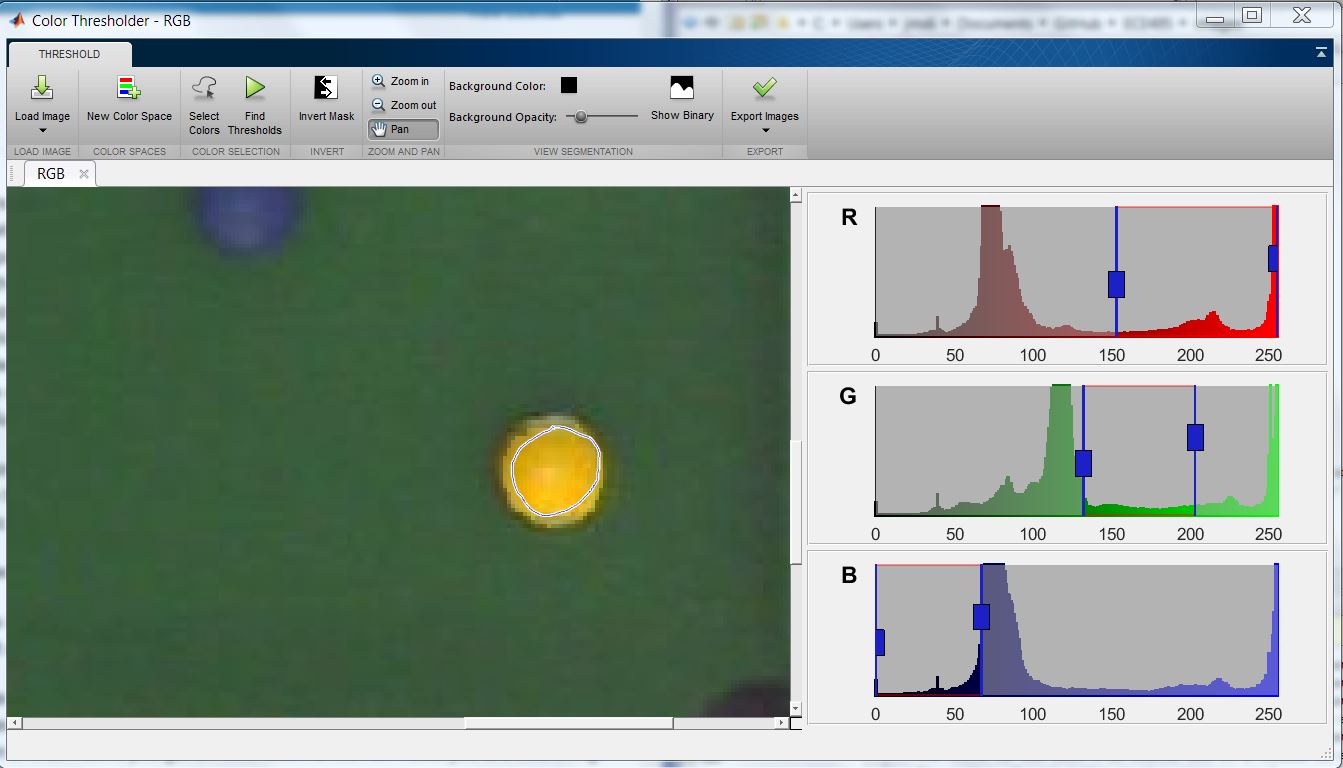 Color Thresholder - RGB
C
Users
Documents
GitHub
THRESHOLD
Load Image
New Color Space
Select Colors
Find Thresholds
Invert Mask
Zoom in
Zoom out
Pan
Background Color:
Background Opacity:
Show Binary
Export Images
LOAD IMAGE
COLOR SPACES
COLOR SELECTION
INVERT
ZOOM AND PAN
VIEW SEGMENTATION
EXPORT
RGB
R
0 50 100 150 200 250
G
0 50 100 150 200 250
B
0 50 100 150 200 250